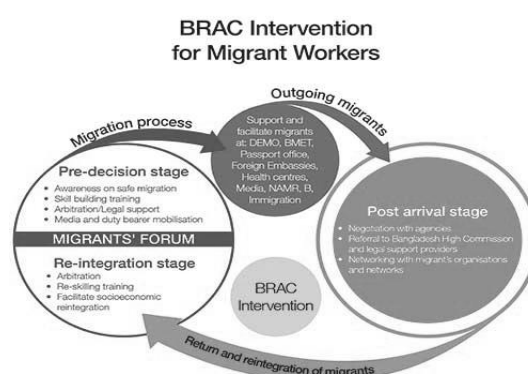 BRAC Intervention
for Migrant Workers
Migration process
Outgoing migrants
Support and
facilitate migrants
at: DEMO, BMET,
Passport office,
Foreign Embassies,
Health centres,
Media, NAMR, B,
Immigration
Pre-decision stage
• Awareness on safe migration
• Skill building training
• Arbitration/Legal support
• Media and duty bearer mobilisation
MIGRANTS' FORUM
Re-integration stage
• Arbitration
• Re-skilling training
• Facilitate socioeconomic
reintegration
Post arrival stage
• Negotation with agencies
• Referral to Bangladesh High Commission
and legal support providers
• Networking with migrant's organisations
and networks
BRAC
Intervention
Return and reintegration of migrants